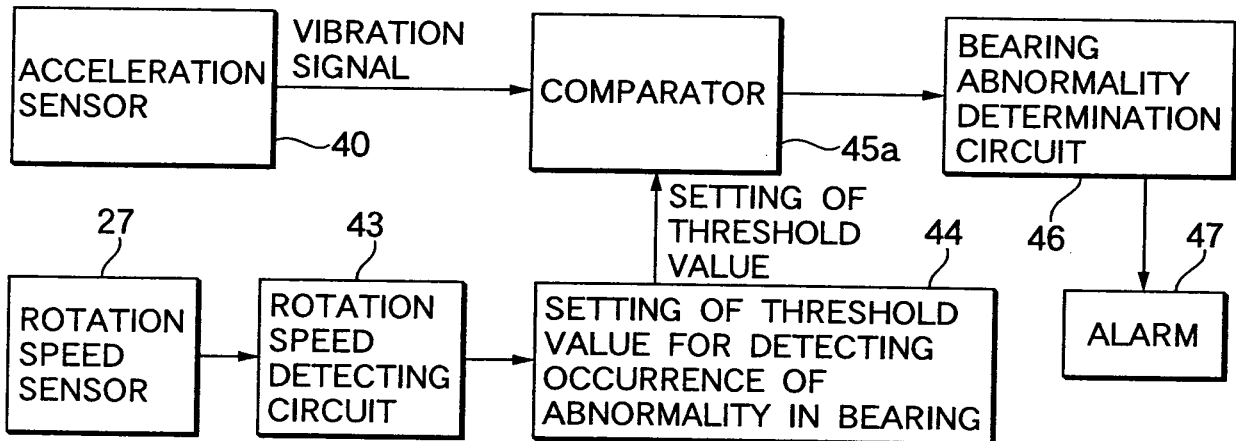 ACCELERATION
SENSOR
40
VIBRATION
SIGNAL
COMPARATOR
45a
BEARING
ABNORMALITY
DETERMINATION
CIRCUIT
46
SETTING OF
THRESHOLD
VALUE
27
ROTATION
SPEED
SENSOR
43
ROTATION
SPEED
DETECTING
CIRCUIT
44
SETTING OF THRESHOLD
VALUE FOR DETECTING
OCCURRENCE OF
ABNORMALITY IN BEARING
47
ALARM